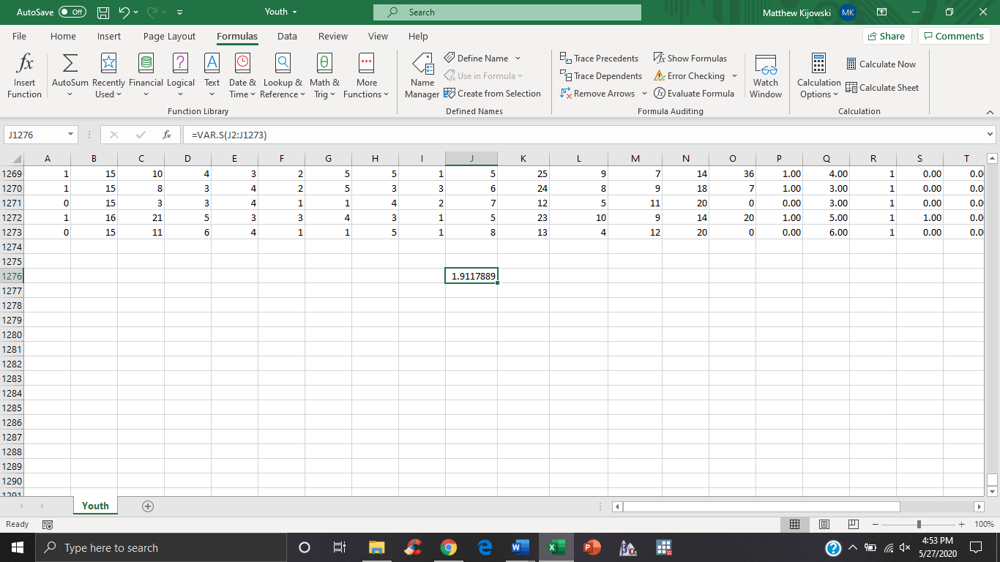 AutoSave Off Youth Search Matthew Kijowski MK
File Home Insert Page Layout Formulas Data Review View Help Share Comments
fx Insert Function
Σ AutoSum
Recently Used
Financial
Logical
Text
Date & Time
Lookup & Reference
Math & Trig
More Functions
Function Library
Name Manager
Define Name
Use in Formula
Create from Selection
Defined Names
Trace Precedents
Trace Dependents
Remove Arrows
Show Formulas
Error Checking
Evaluate Formula
Formula Auditing
Watch Window
Calculation Options
Calculate Now
Calculate Sheet
Calculation
J1276 fx =VAR.S(J2:J1273)
A B C D E F G H I J K L M N O P Q R S T
1269 1 15 10 4 3 2 5 5 1 5 25 9 7 14 36 1.00 4.00 1 0.00 0.0
1270 1 15 8 3 4 2 5 3 3 6 24 8 9 18 7 1.00 3.00 1 0.00 0.0
1271 0 15 3 3 4 1 1 4 2 7 12 5 11 20 0 0.00 3.00 1 0.00 0.0
1272 1 16 21 5 3 3 4 3 1 5 23 10 9 14 20 1.00 5.00 1 1.00 0.0
1273 0 15 11 6 4 1 1 5 1 8 13 4 12 20 0 0.00 6.00 1 0.00 0.0
1274
1275
1276 1.9117889
1277
1278
1279
1280
1281
1282
1283
1284
1285
1286
1287
1288
1289
1290
1291
Youth
Ready 100%
Type here to search
4:53 PM
5/27/2020